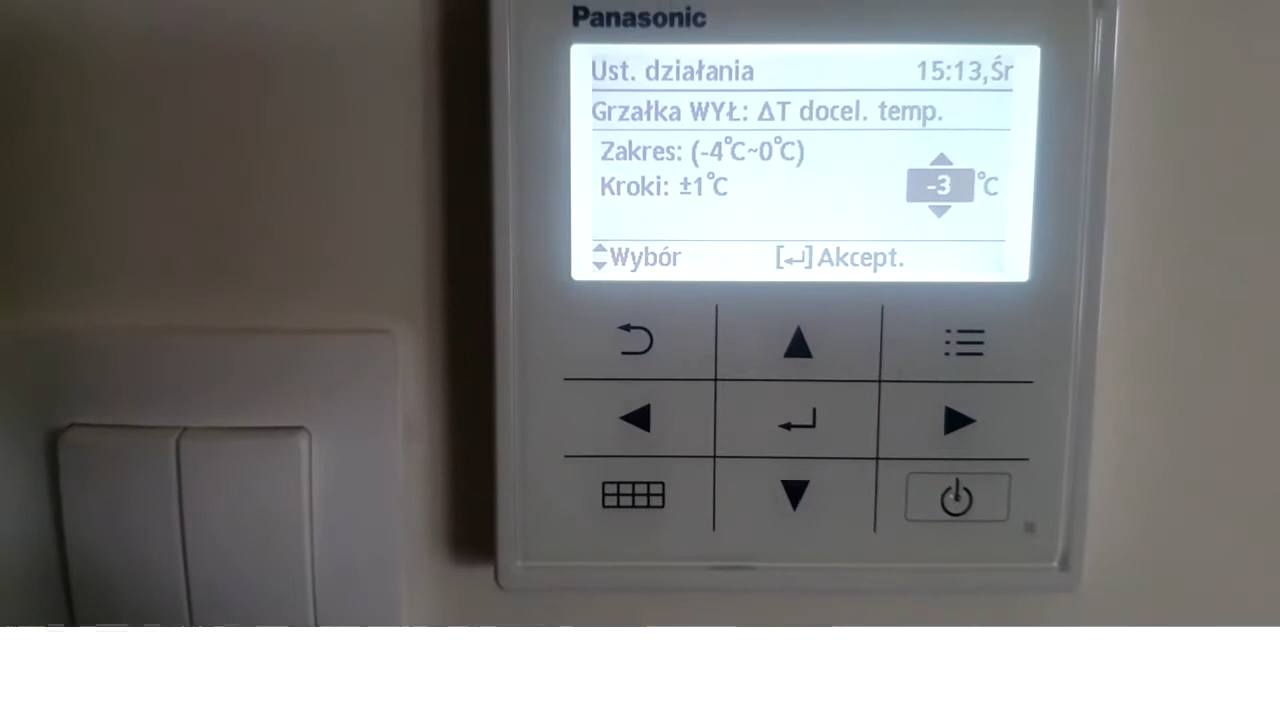 Panasonic
Ust. działania 15:13,Śr
Grzałka WYŁ: ΔT docel. temp.
Zakres: (-4°C~0°C)
Kroki: ±1°C -3 °C
Wybór [↵] Akcept.